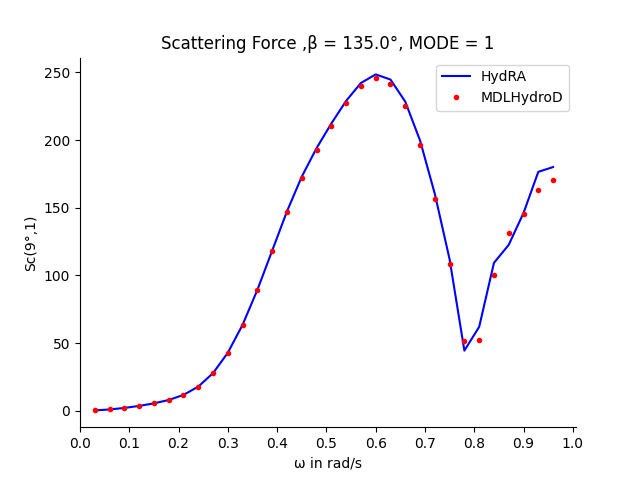 Scattering Force ,β = 135.0°, MODE = 1
HydRA
MDLHydroD
Sc(9°,1)
250
200
150
100
50
0
0.0 0.1 0.2 0.3 0.4 0.5 0.6 0.7 0.8 0.9 1.0
ω in rad/s